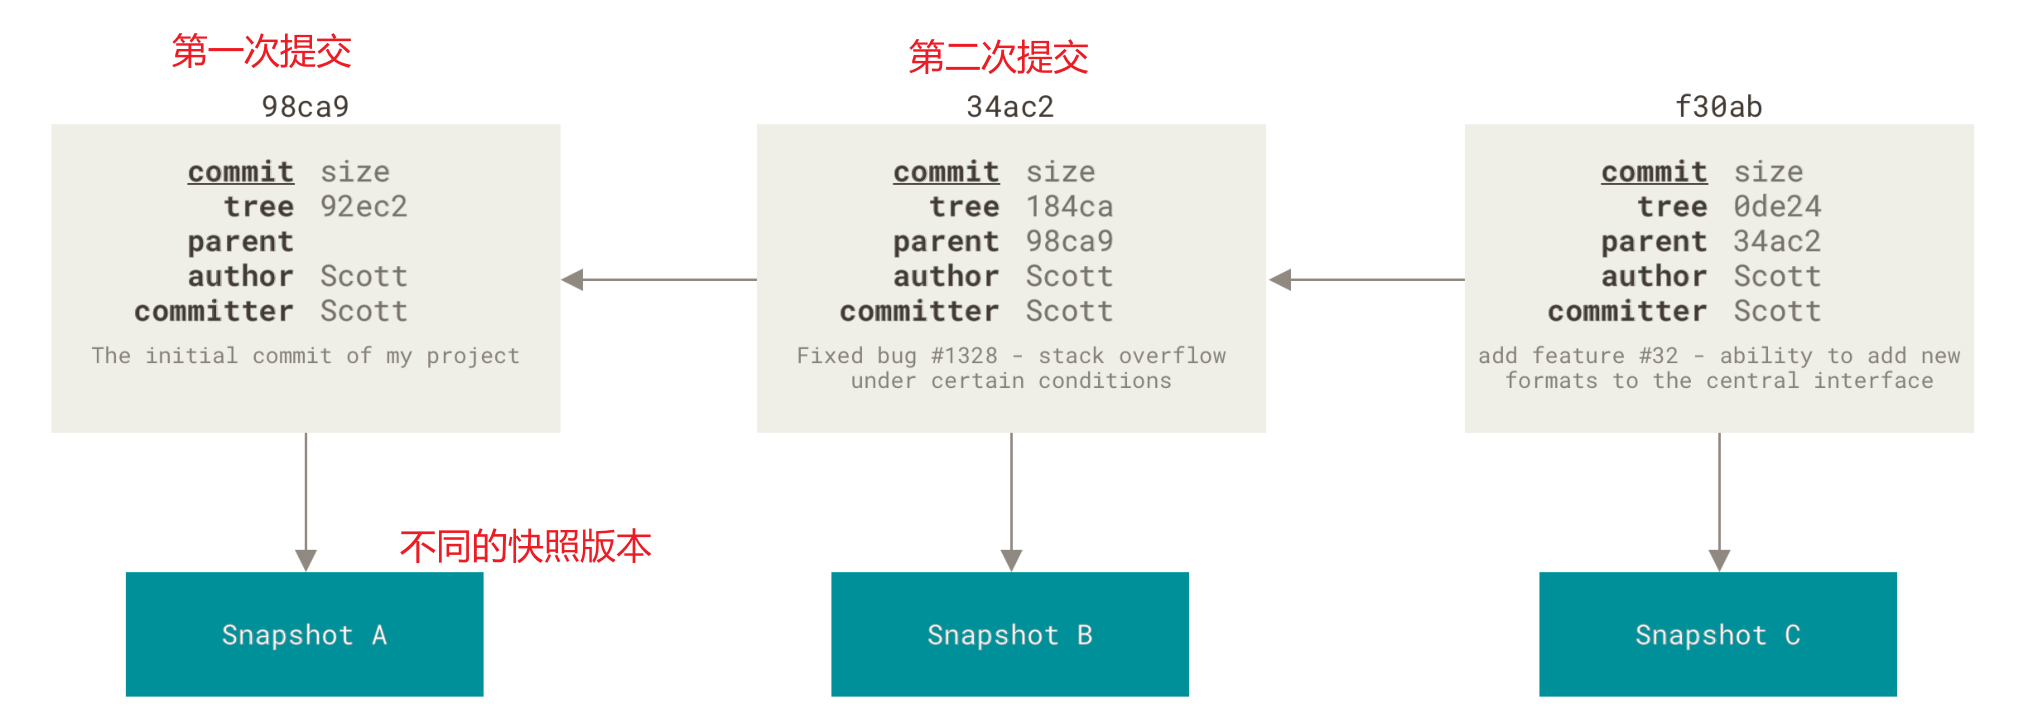 第一次提交
98ca9
commit size
tree 92ec2
parent
author Scott
committer Scott
The initial commit of my project
不同的快照版本
Snapshot A
第二次提交
34ac2
commit size
tree 184ca
parent 98ca9
author Scott
committer Scott
Fixed bug #1328 - stack overflow
under certain conditions
Snapshot B
f30ab
commit size
tree 0de24
parent 34ac2
author Scott
committer Scott
add feature #32 - ability to add new
formats to the central interface
Snapshot C